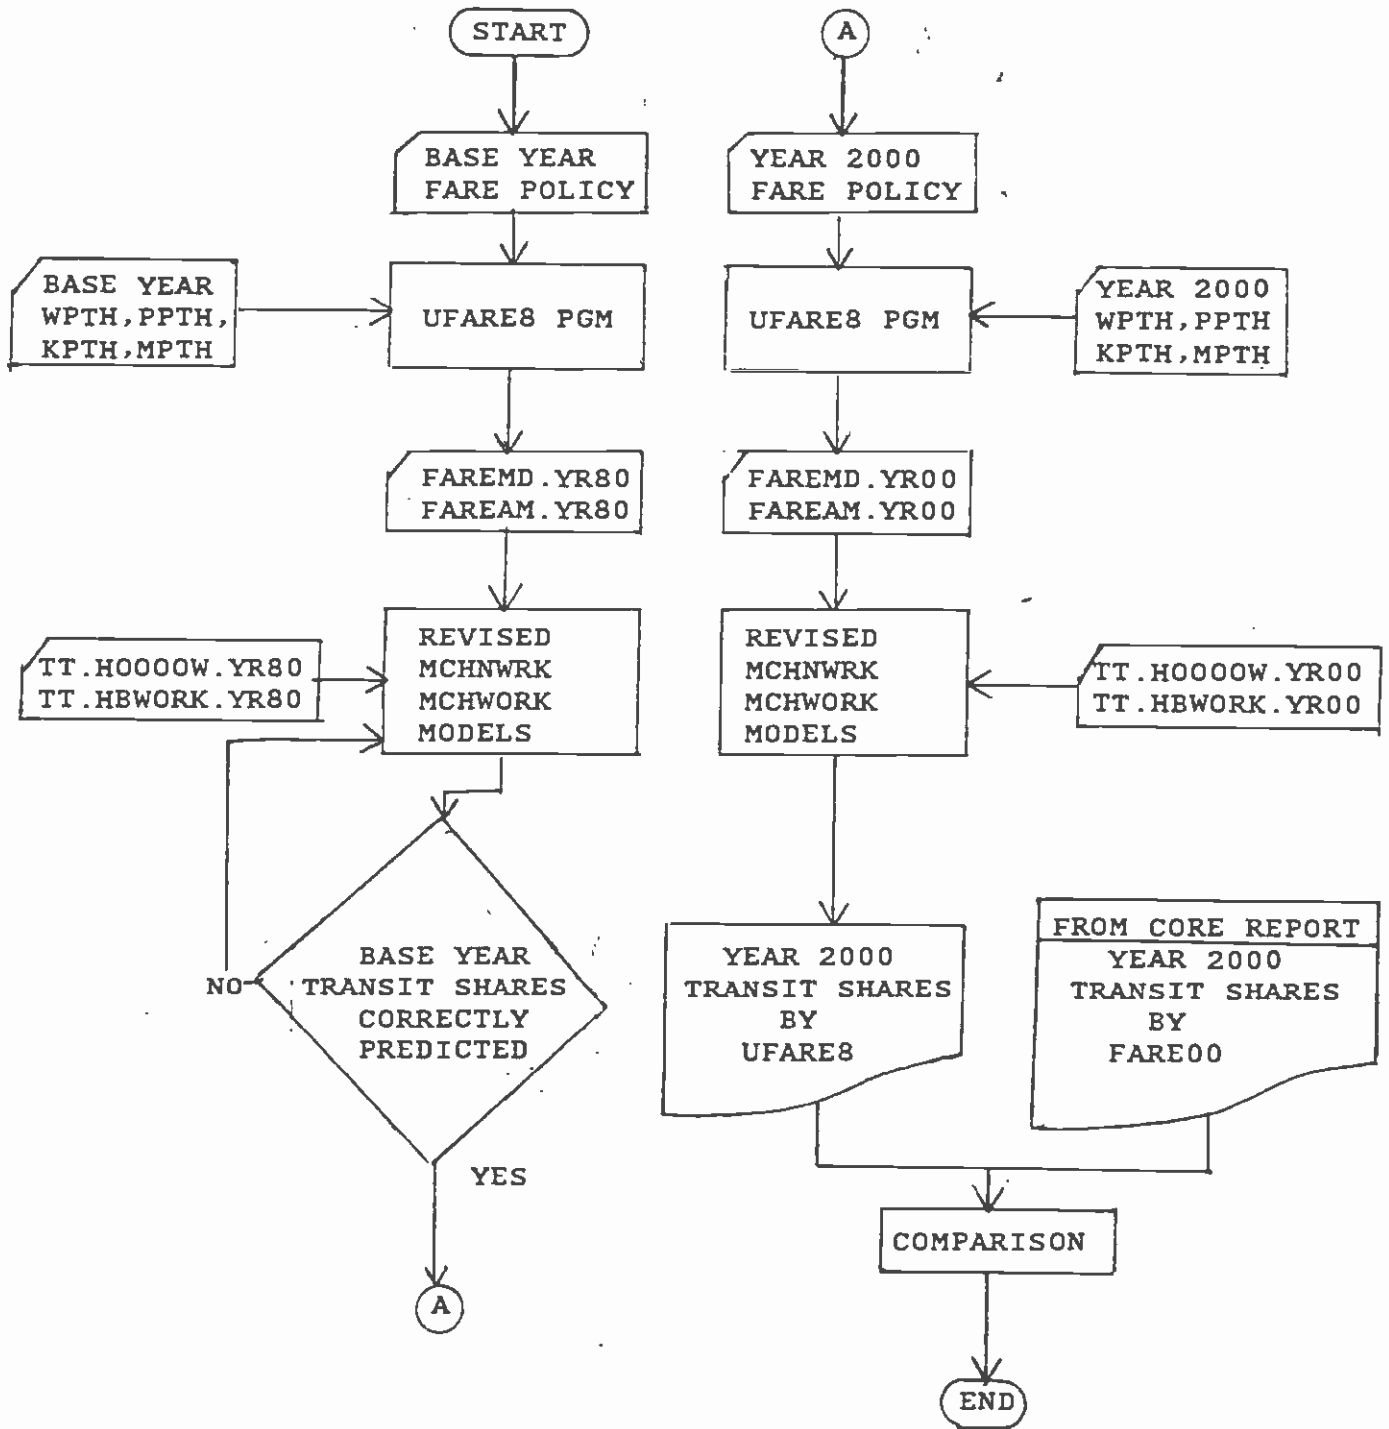 START
BASE YEAR
FARE POLICY
BASE YEAR
WPTH,PPTH,
KPTH,MPTH
UFARE8 PGM
FAREMD.YR80
FAREAM.YR80
TT.HOOOOW.YR80
TT.HBWORK.YR80
REVISED
MCHNWRK
MCHWORK
MODELS
NO
BASE YEAR
TRANSIT SHARES
CORRECTLY
PREDICTED
YES
A
A
YEAR 2000
FARE POLICY
UFARE8 PGM
YEAR 2000
WPTH,PPTH
KPTH,MPTH
FAREMD.YR00
FAREAM.YR00
REVISED
MCHNWRK
MCHWORK
MODELS
TT.HOOOOW.YR00
TT.HBWORK.YR00
YEAR 2000
TRANSIT SHARES
BY
UFARE8
FROM CORE REPORT
YEAR 2000
TRANSIT SHARES
BY
FARE00
COMPARISON
END